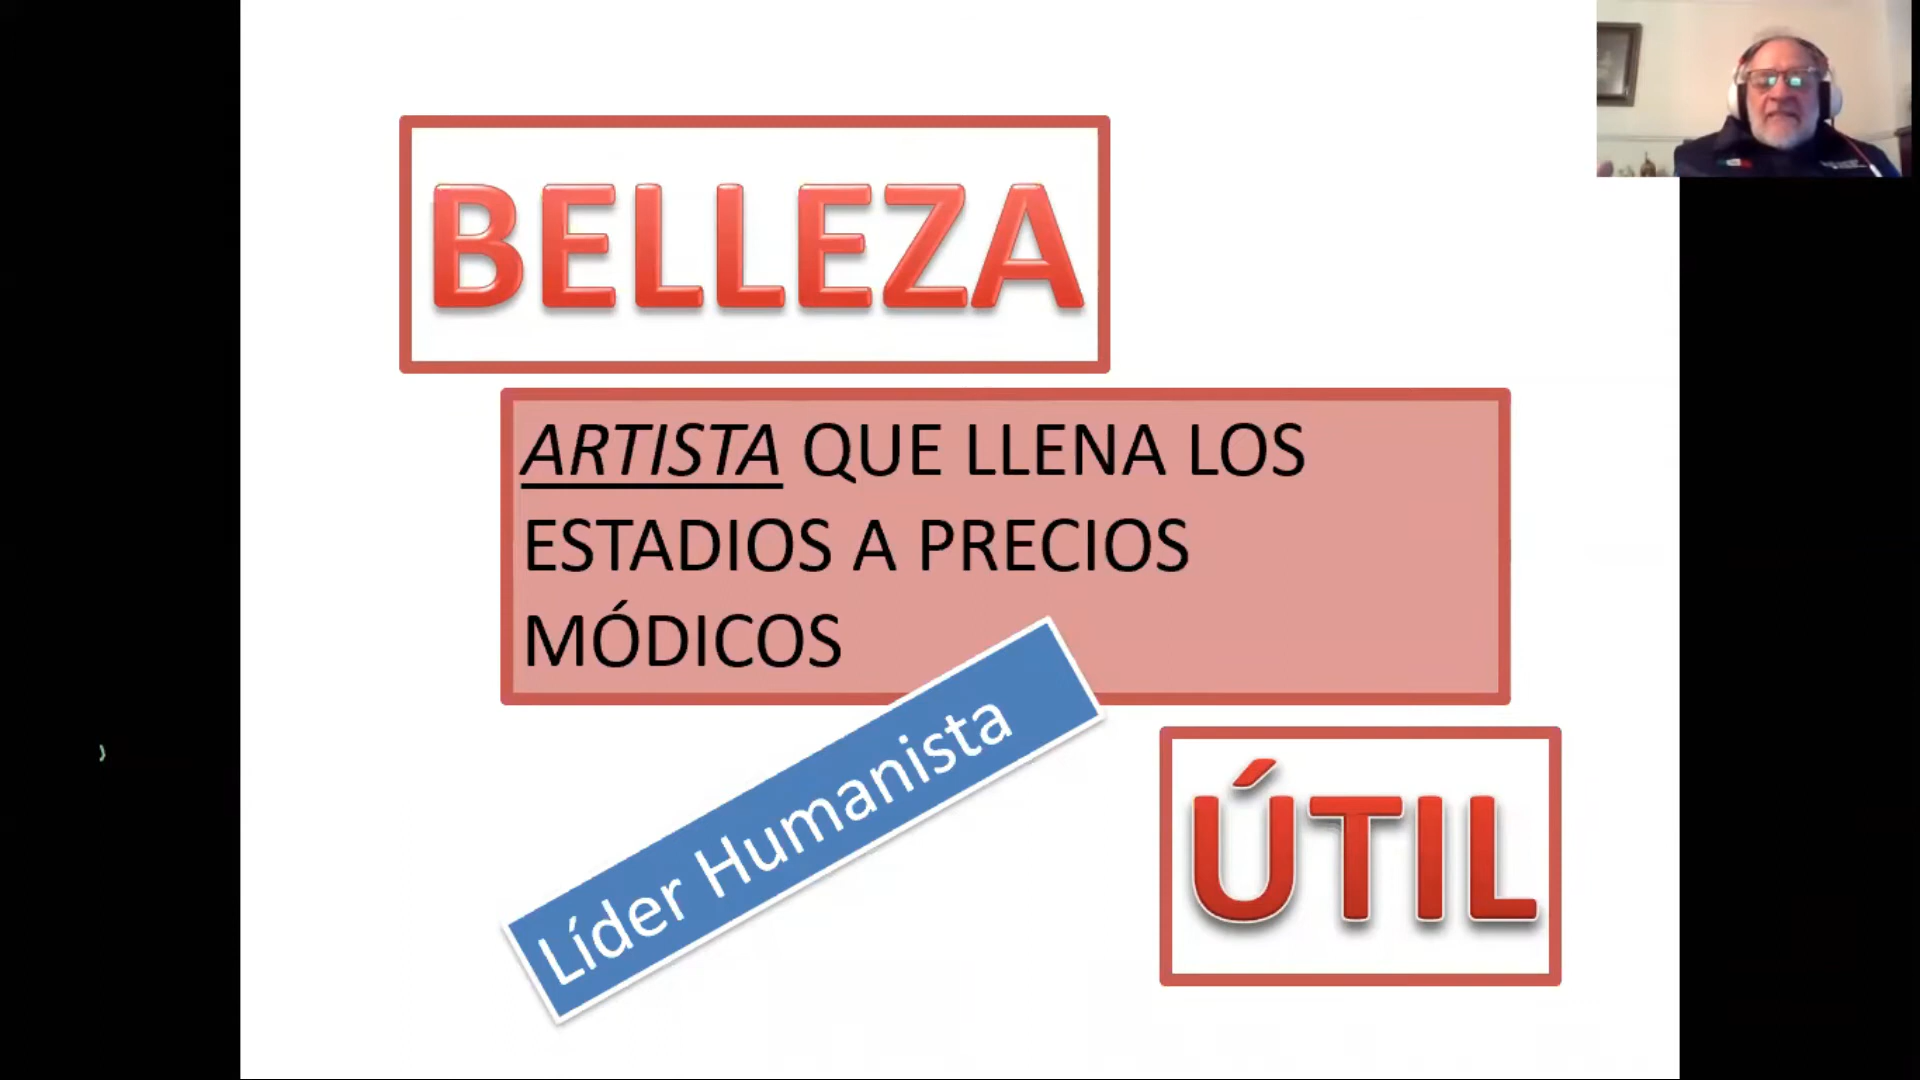 BELLEZA
ARTISTA QUE LLENA LOS
ESTADIOS A PRECIOS
MÓDICOS
Líder Humanista
ÚTIL